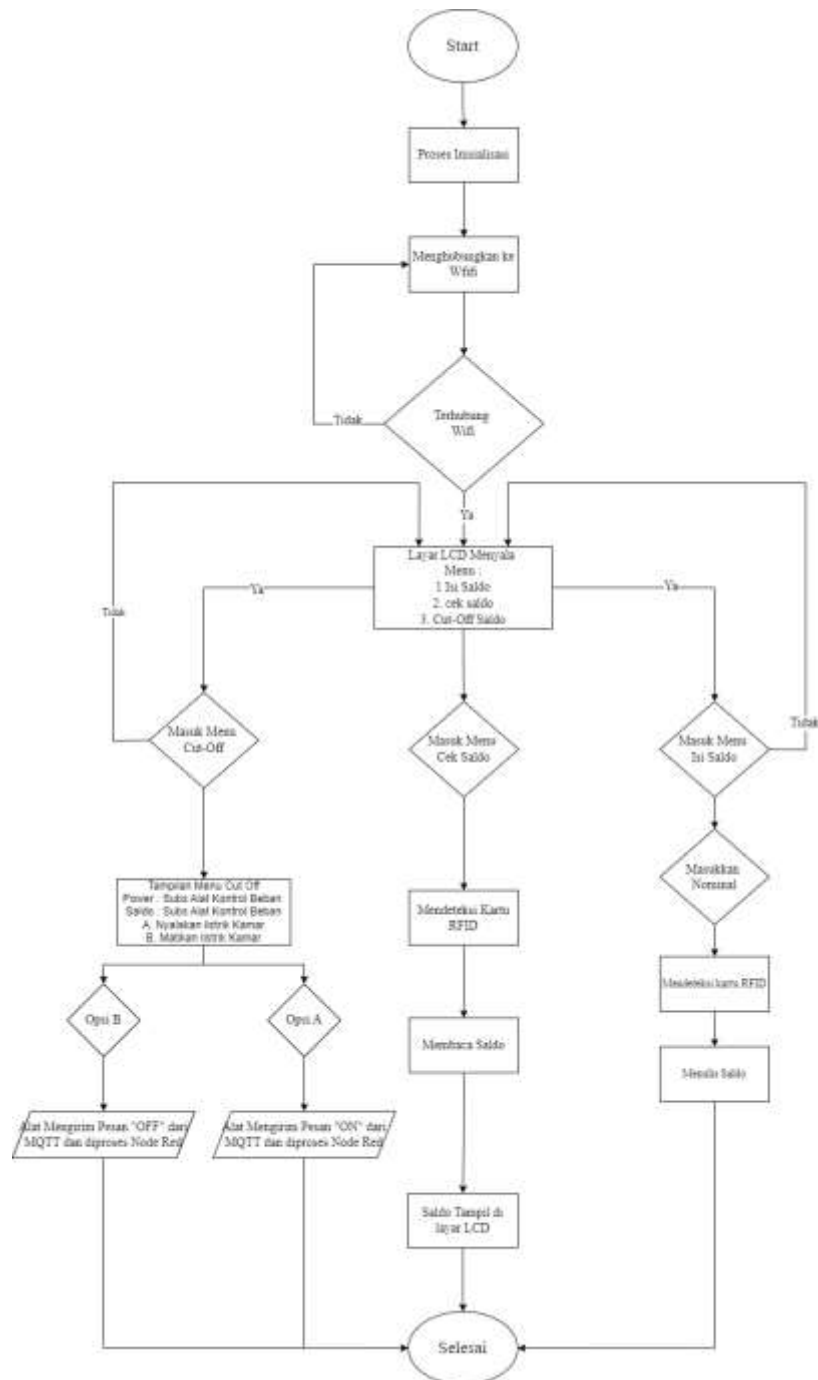 Start
Proses Inisialisasi
Menghobungkan ke
Wfifi
Terhubung
Wifi
Tidak
Ya
Layar LCD Menyala
Menu :
1 Isi Saldo
2. cek saldo
3. Cut-Off Saldo
Ya
Ya
Tidak
Tidak
Masuk Menu
Cut-Off
Masuk Menu
Cek Saldo
Masuk Menu
Isi Saldo
Masukkan
Nominal
Tampilan Menu Cut Off
Power : Subs Alat Kontrol Beban
Saldo : Subs Alat Kontrol Beban
A. Nyalakan listrik Kamar
B. Matikan listrik Kamar
Mendeteksi Kartu
RFID
Mendeteksi kartu RFID
Opsi B
Opsi A
Membaca Saldo
Menulis Saldo
Alat Mengirim Pesan "OFF" dari
MQTT dan diproses Node Red
Alat Mengirim Pesan "ON" dari
MQTT dan diproses Node Red
Saldo Tampil di
layar LCD
Selesai